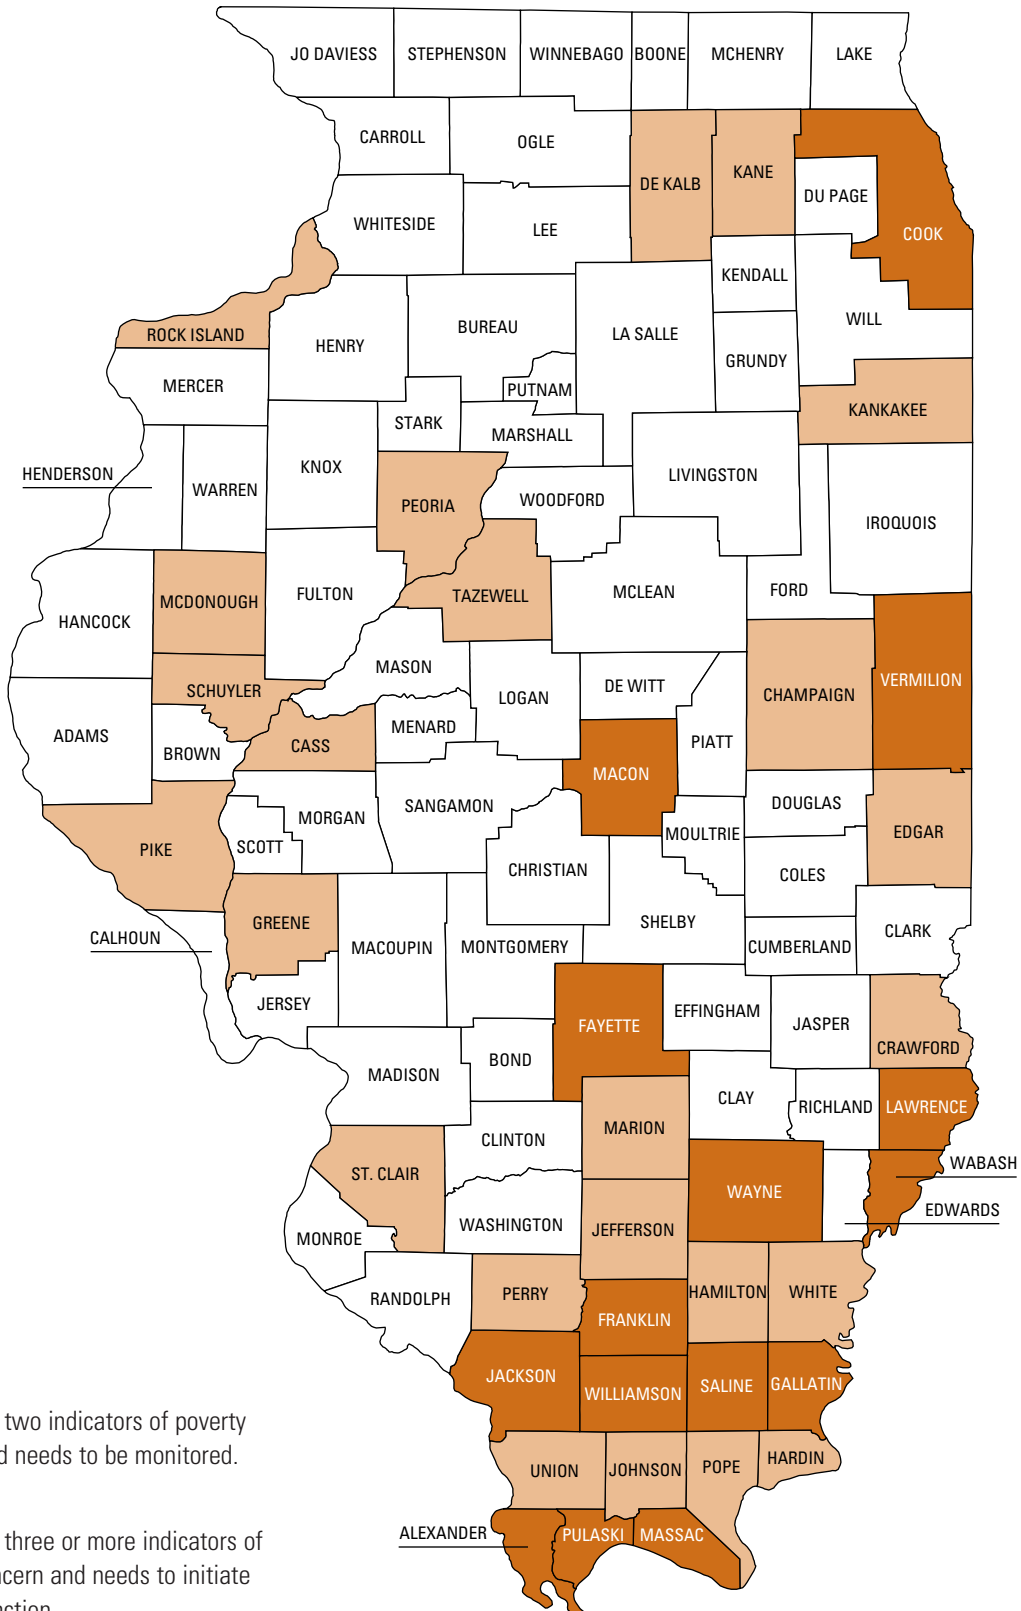 JO DAVIESS STEPHENSON WINNEBAGO BOONE MCHENRY LAKE
CARROLL OGLE
DE KALB KANE
DU PAGE
WHITESIDE LEE COOK
KENDALL
ROCK ISLAND HENRY BUREAU LA SALLE WILL
GRUNDY
MERCER PUTNAM
KANKAKEE
STARK MARSHALL
HENDERSON WARREN KNOX LIVINGSTON
PEORIA WOODFORD
IROQUOIS
MCDONOUGH FULTON TAZEWELL MCLEAN FORD
HANCOCK
MASON
SCHUYLER LOGAN DE WITT CHAMPAIGN VERMILION
ADAMS BROWN CASS MENARD PIATT
MACON
SANGAMON DOUGLAS
MORGAN MOULTRIE EDGAR
PIKE SCOTT
CHRISTIAN COLES
GREENE SHELBY
CALHOUN MACOUPIN MONTGOMERY CUMBERLAND CLARK
JERSEY EFFINGHAM
FAYETTE JASPER
CRAWFORD
MADISON BOND
CLAY RICHLAND LAWRENCE
CLINTON MARION
ST. CLAIR WABASH
WAYNE
EDWARDS
MONROE WASHINGTON JEFFERSON
RANDOLPH PERRY HAMILTON WHITE
FRANKLIN
JACKSON WILLIAMSON SALINE GALLATIN
two indicators of poverty
needs to be monitored.
UNION JOHNSON POPE HARDIN
ALEXANDER PULASKI MASSAC
three or more indicators of
and needs to initiate